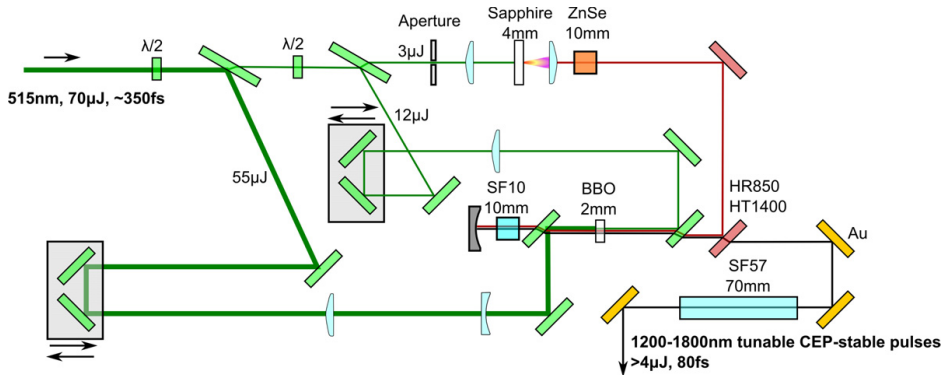 Aperture
Sapphire
4mm
ZnSe
10mm
λ/2
λ/2
3µJ
515nm, 70µJ, ~350fs
12µJ
55µJ
SF10
10mm
BBO
2mm
HR850
HT1400
Au
SF57
70mm
1200-1800nm tunable CEP-stable pulses
>4µJ, 80fs